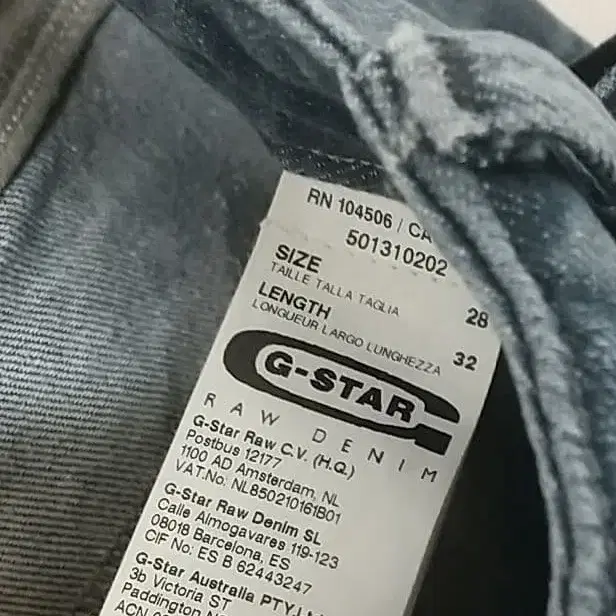 RN 104506 / CA
501310202
SIZE 28
TAILLE TALLA TAGLIA
LENGTH 32
LONGUEUR LARGO LUNGHEZZA
G-STAR
RAW DENIM
G-Star Raw C.V. (H.Q.)
Postbus 12177
1100 AD Amsterdam, NL
VAT.No: NL850210161B01
G-Star Raw Denim SL
Calle Almogavares 119-123
08018 Barcelona, ES
CIF No: ES B 62443247
G-Star Australia PTY.
3b Victoria ST
Paddington
ACN